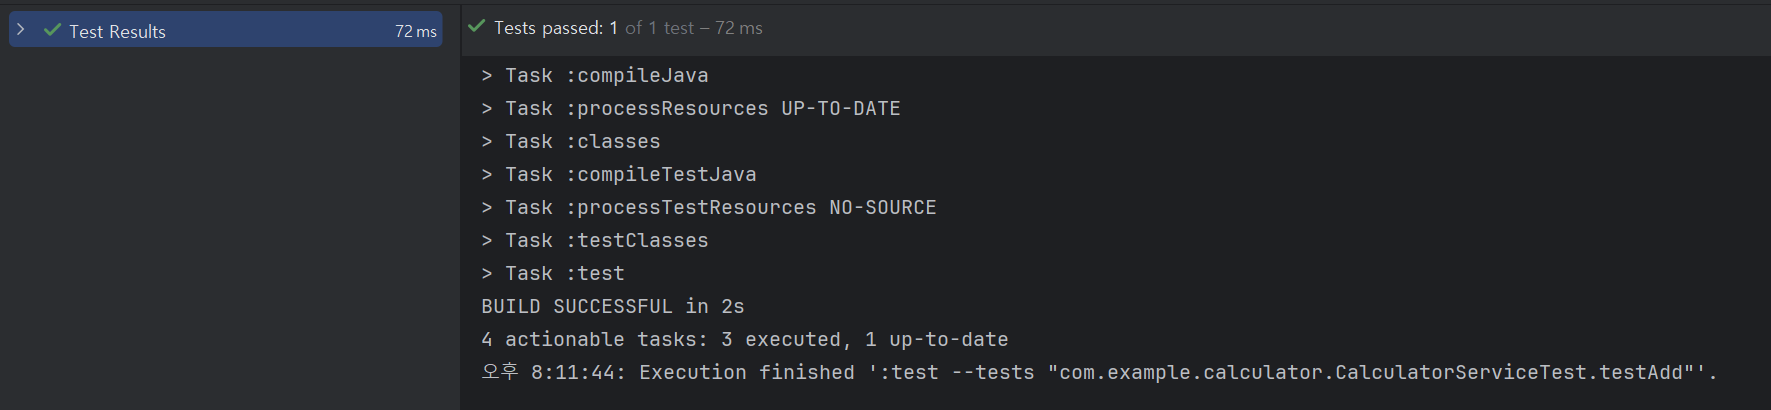 Test Results 72 ms
Tests passed: 1 of 1 test – 72 ms
> Task :compileJava
> Task :processResources UP-TO-DATE
> Task :classes
> Task :compileTestJava
> Task :processTestResources NO-SOURCE
> Task :testClasses
> Task :test
BUILD SUCCESSFUL in 2s
4 actionable tasks: 3 executed, 1 up-to-date
오후 8:11:44: Execution finished ':test --tests "com.example.calculator.CalculatorServiceTest.testAdd"'.